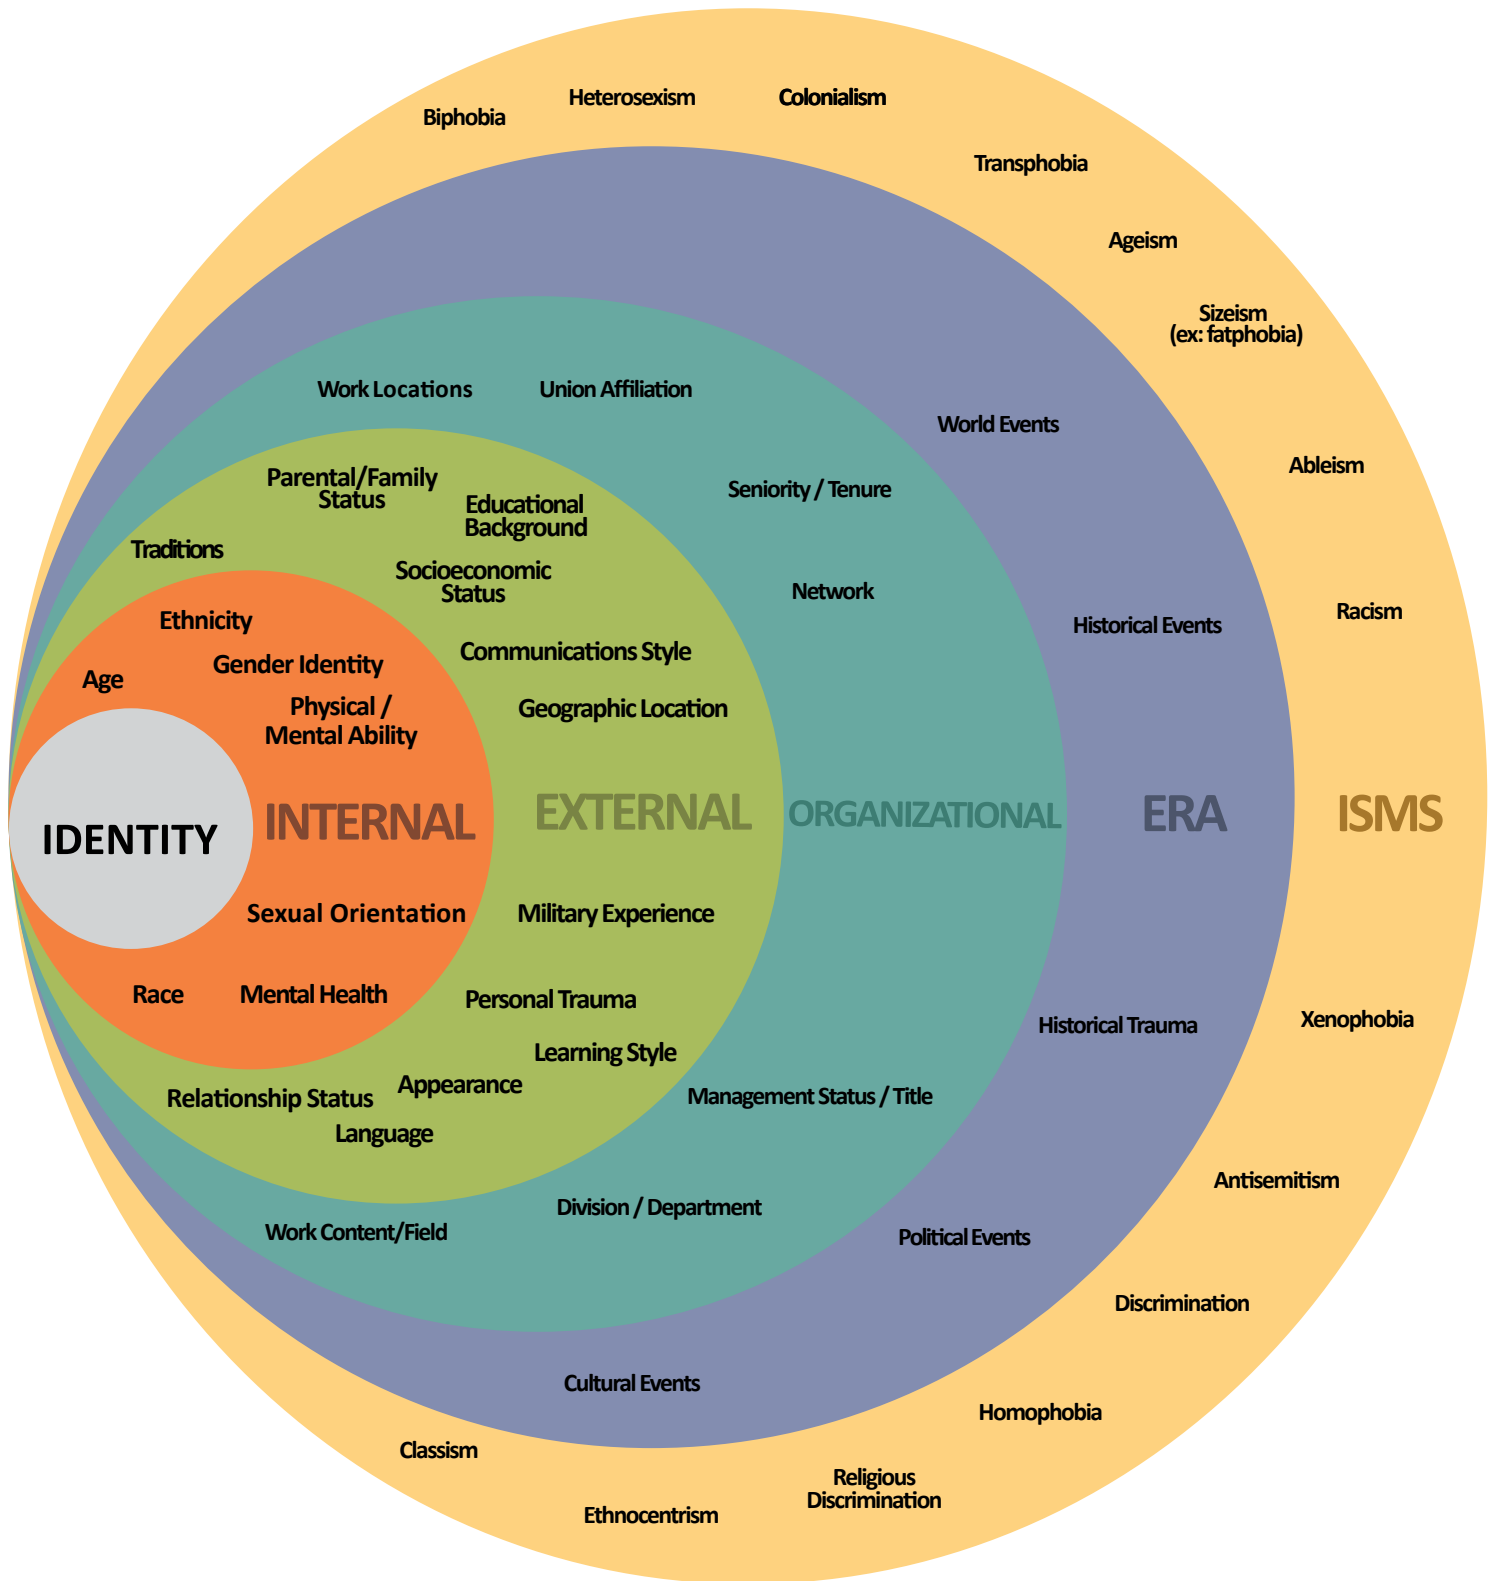 Biphobia
Heterosexism
Colonialism
Transphobia
Ageism
Sizeism
(ex: fatphobia)
Ableism
Racism
ISMS
Xenophobia
Antisemitism
Discrimination
Homophobia
Religious
Discrimination
Ethnocentrism
Classism
World Events
Historical Events
ERA
Historical Trauma
Political Events
Cultural Events
Work Locations
Union Affiliation
Seniority / Tenure
Network
ORGANIZATIONAL
Management Status / Title
Division / Department
Work Content/Field
Parental/Family
Status
Educational
Background
Traditions
Socioeconomic
Status
Communications Style
Geographic Location
EXTERNAL
Military Experience
Personal Trauma
Learning Style
Appearance
Relationship Status
Language
Ethnicity
Gender Identity
Age
Physical /
Mental Ability
INTERNAL
Sexual Orientation
Race
Mental Health
IDENTITY